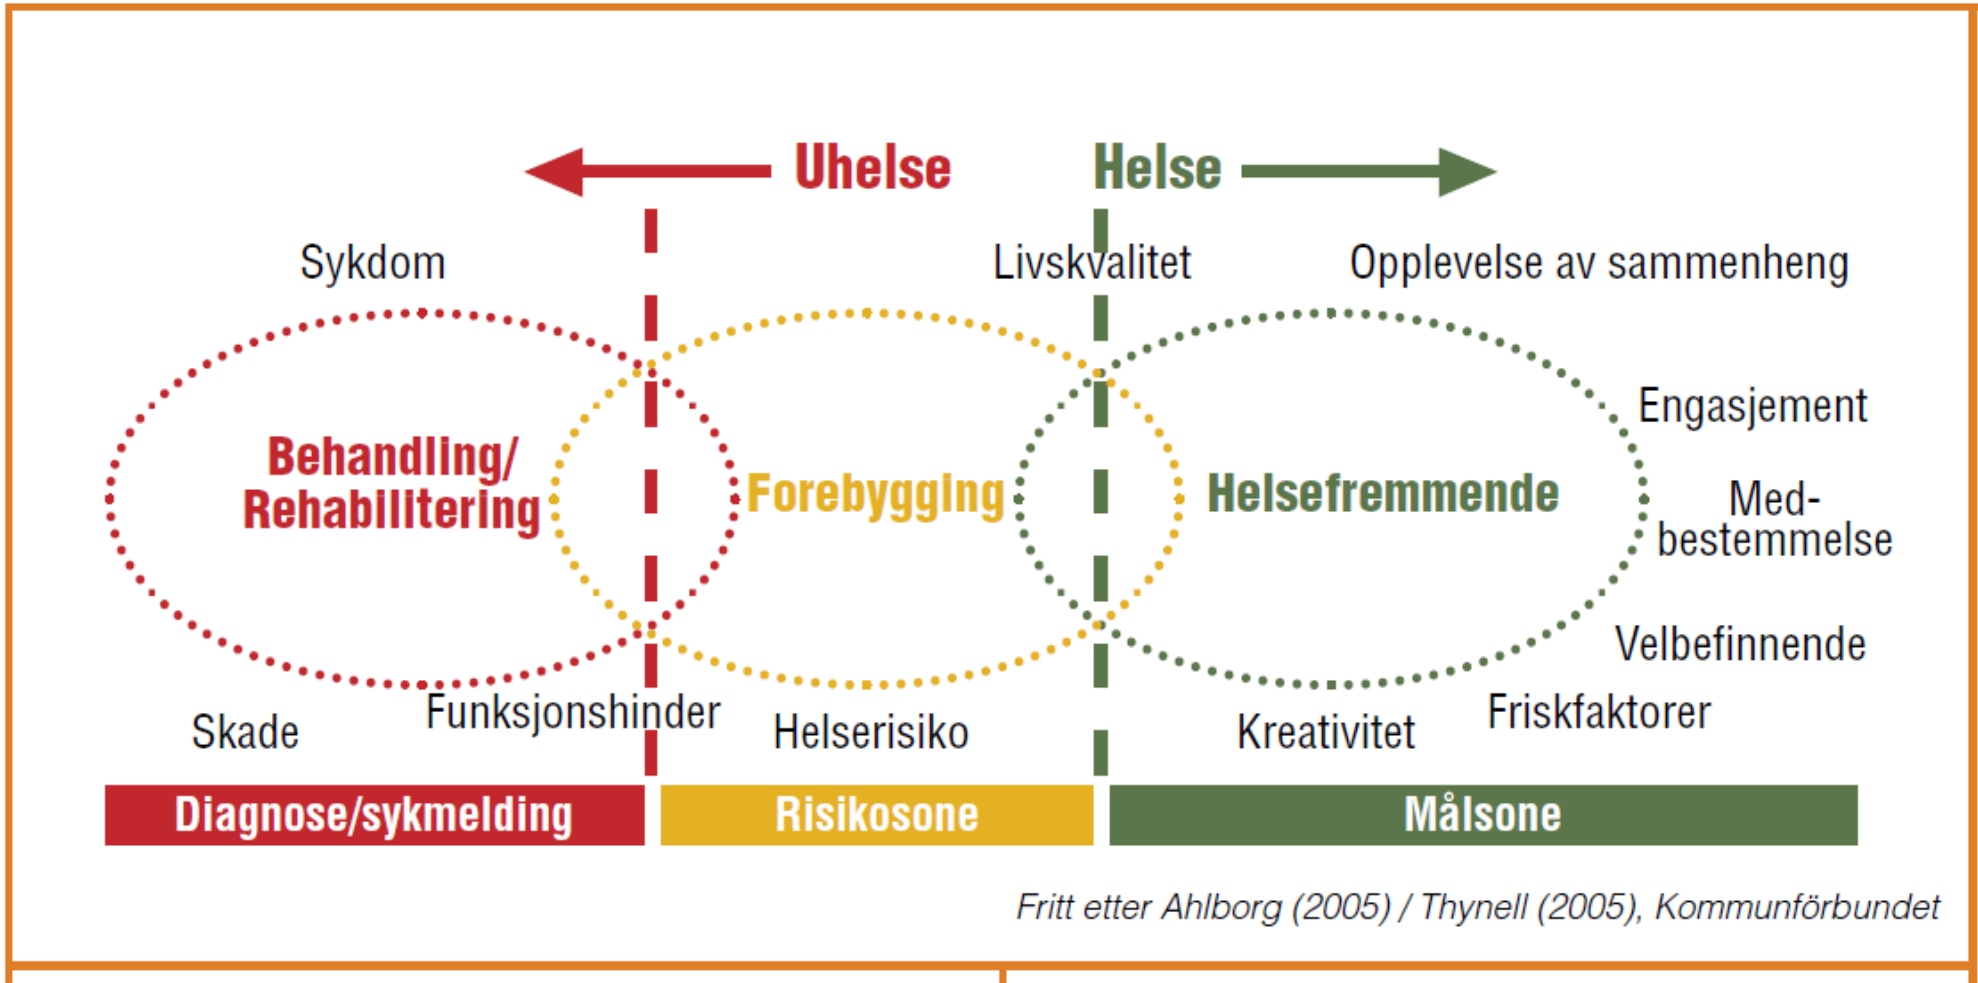 Uhelse
Helse
Sykdom
Livskvalitet
Opplevelse av sammenheng
Behandling/
Rehabilitering
Forebygging
Helsefremmende
Engasjement
Med-
bestemmelse
Velbefinnende
Skade
Funksjonshinder
Helserisiko
Kreativitet
Friskfaktorer
Diagnose/sykmelding
Risikosone
Målsone
Fritt etter Ahlborg (2005) / Thynell (2005), Kommunförbundet